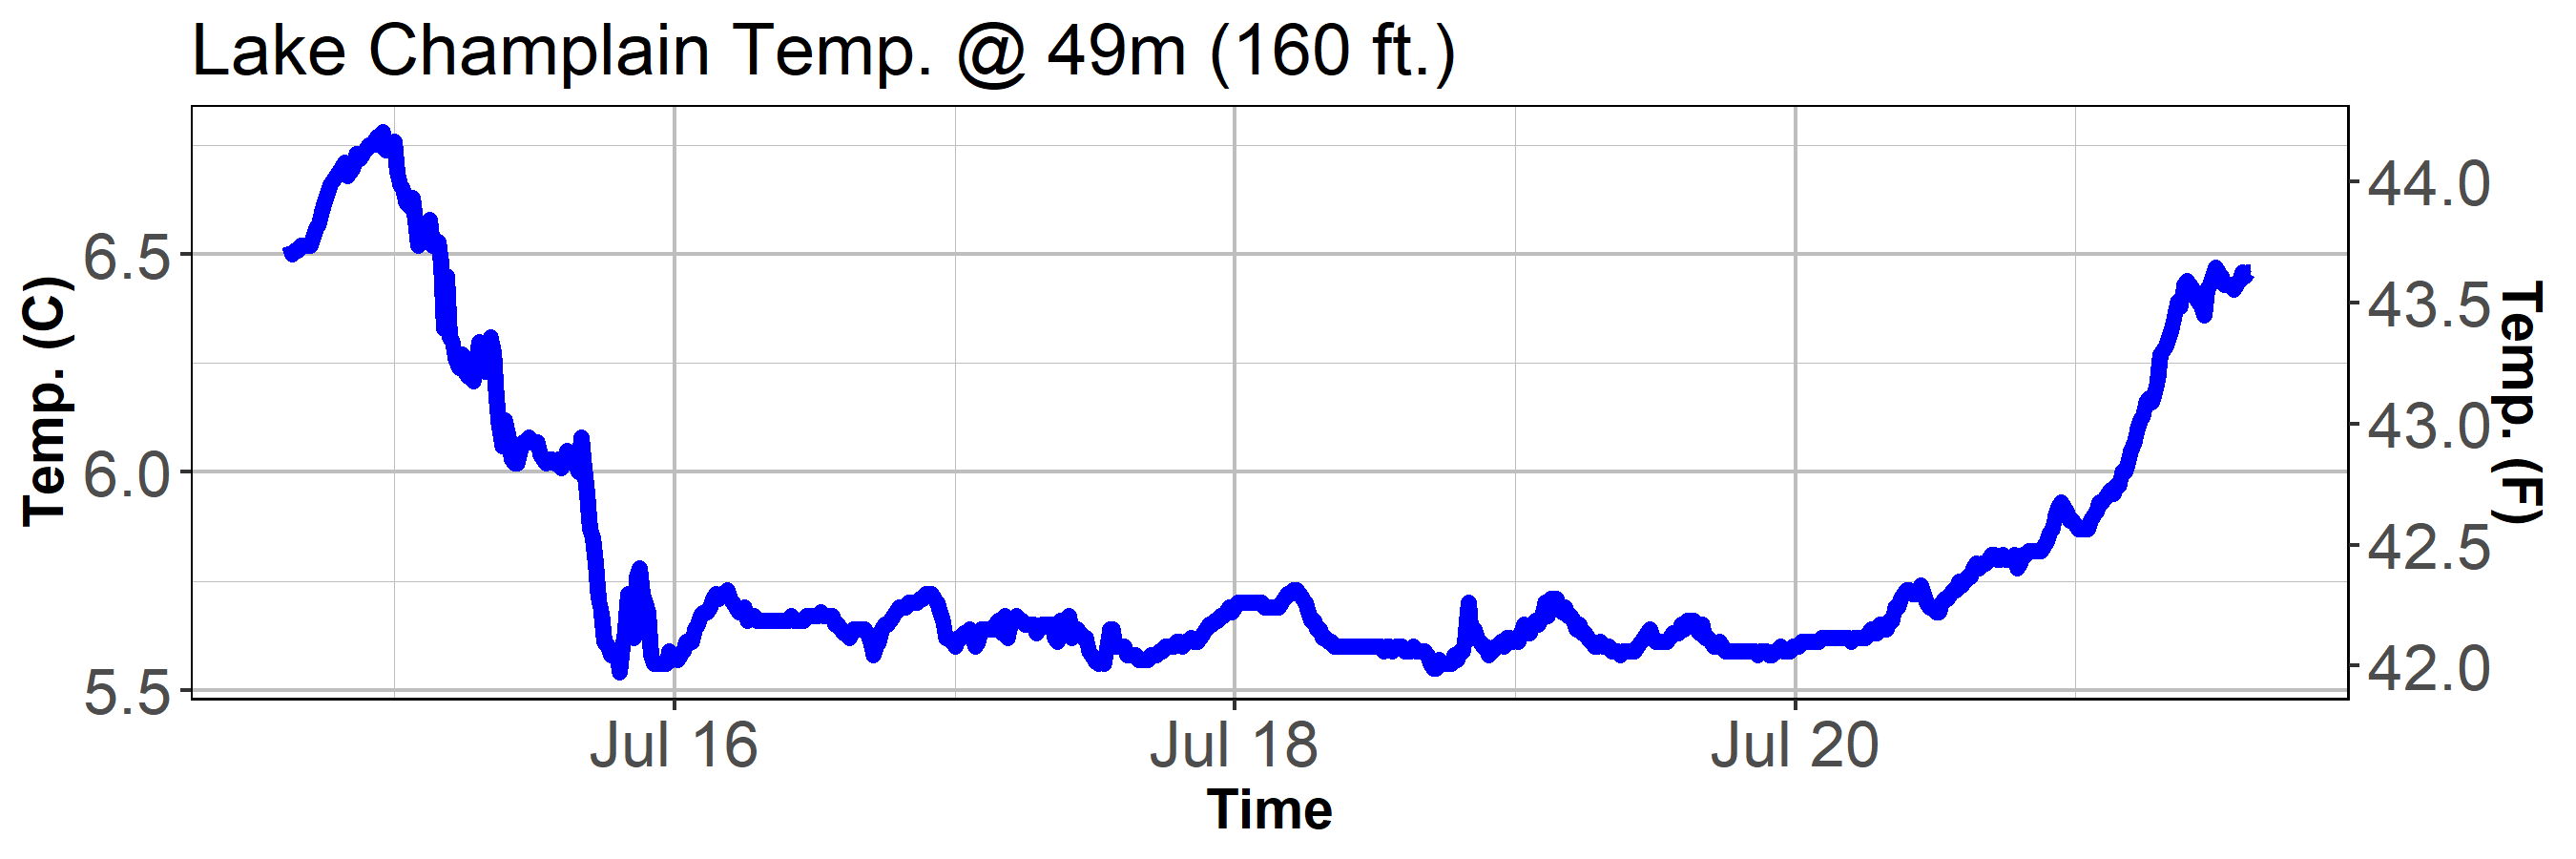 Lake Champlain Temp. @ 49m (160 ft.)
Temp. (C)
6.5
6.0
5.5
44.0
43.5
43.0
42.5
42.0
Temp. (F)
Jul 16 Jul 18 Jul 20
Time